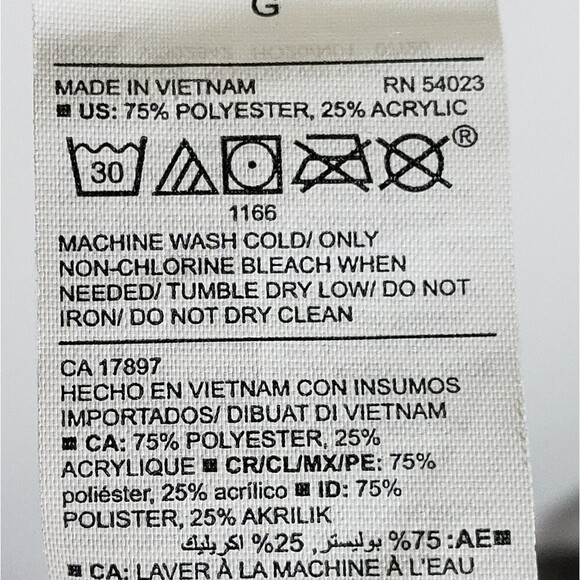 G
MADE IN VIETNAM RN 54023
US: 75% POLYESTER, 25% ACRYLIC
30
®
1166
MACHINE WASH COLD/ ONLY
NON-CHLORINE BLEACH WHEN
NEEDED/ TUMBLE DRY LOW/ DO NOT
IRON/ DO NOT DRY CLEAN
CA 17897
HECHO EN VIETNAM CON INSUMOS
IMPORTADOS/ DIBUAT DI VIETNAM
CA: 75% POLYESTER, 25%
ACRYLIQUE CR/CL/MX/PE: 75%
poliéster, 25% acrílico ID: 75%
POLISTER, 25% AKRILIK
AE: 75% بوليستر, 25% اكريليك
CA: LAVER À LA MACHINE À L'EAU